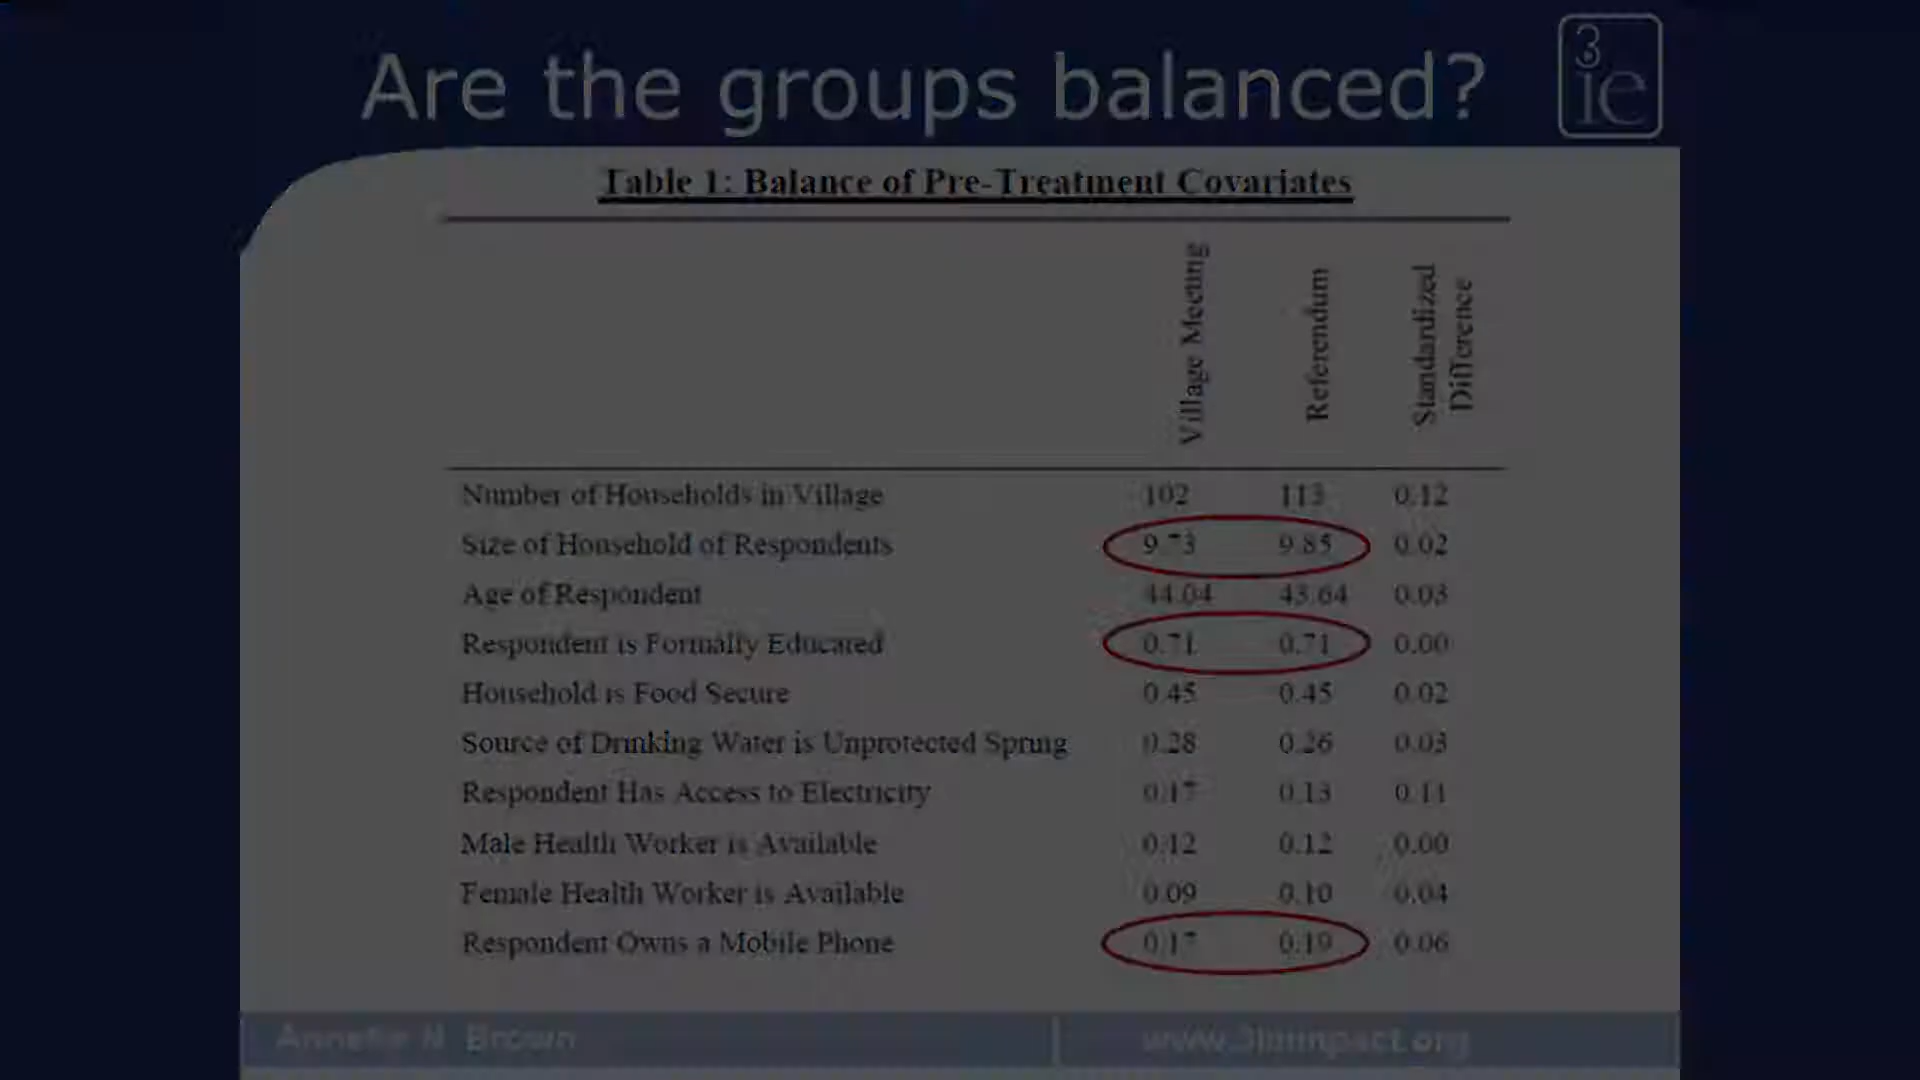 Are the groups balanced?
3
ie
Table 1: Balance of Pre-Treatment Covariates
Village Meeting
Referendum
Standardized
Difference
Number of Households in Village 102 113 0.12
Size of Household of Respondents 9.73 9.85 0.02
Age of Respondent 44.04 43.64 0.03
Respondent is Formally Educated 0.71 0.71 0.00
Household is Food Secure 0.45 0.45 0.02
Source of Drinking Water is Unprotected Spring 0.28 0.26 0.03
Respondent Has Access to Electricity 0.17 0.13 0.11
Male Health Worker is Available 0.12 0.12 0.00
Female Health Worker is Available 0.09 0.10 0.04
Respondent Owns a Mobile Phone 0.17 0.19 0.06
Annette N. Brown
www.3ieimpact.org